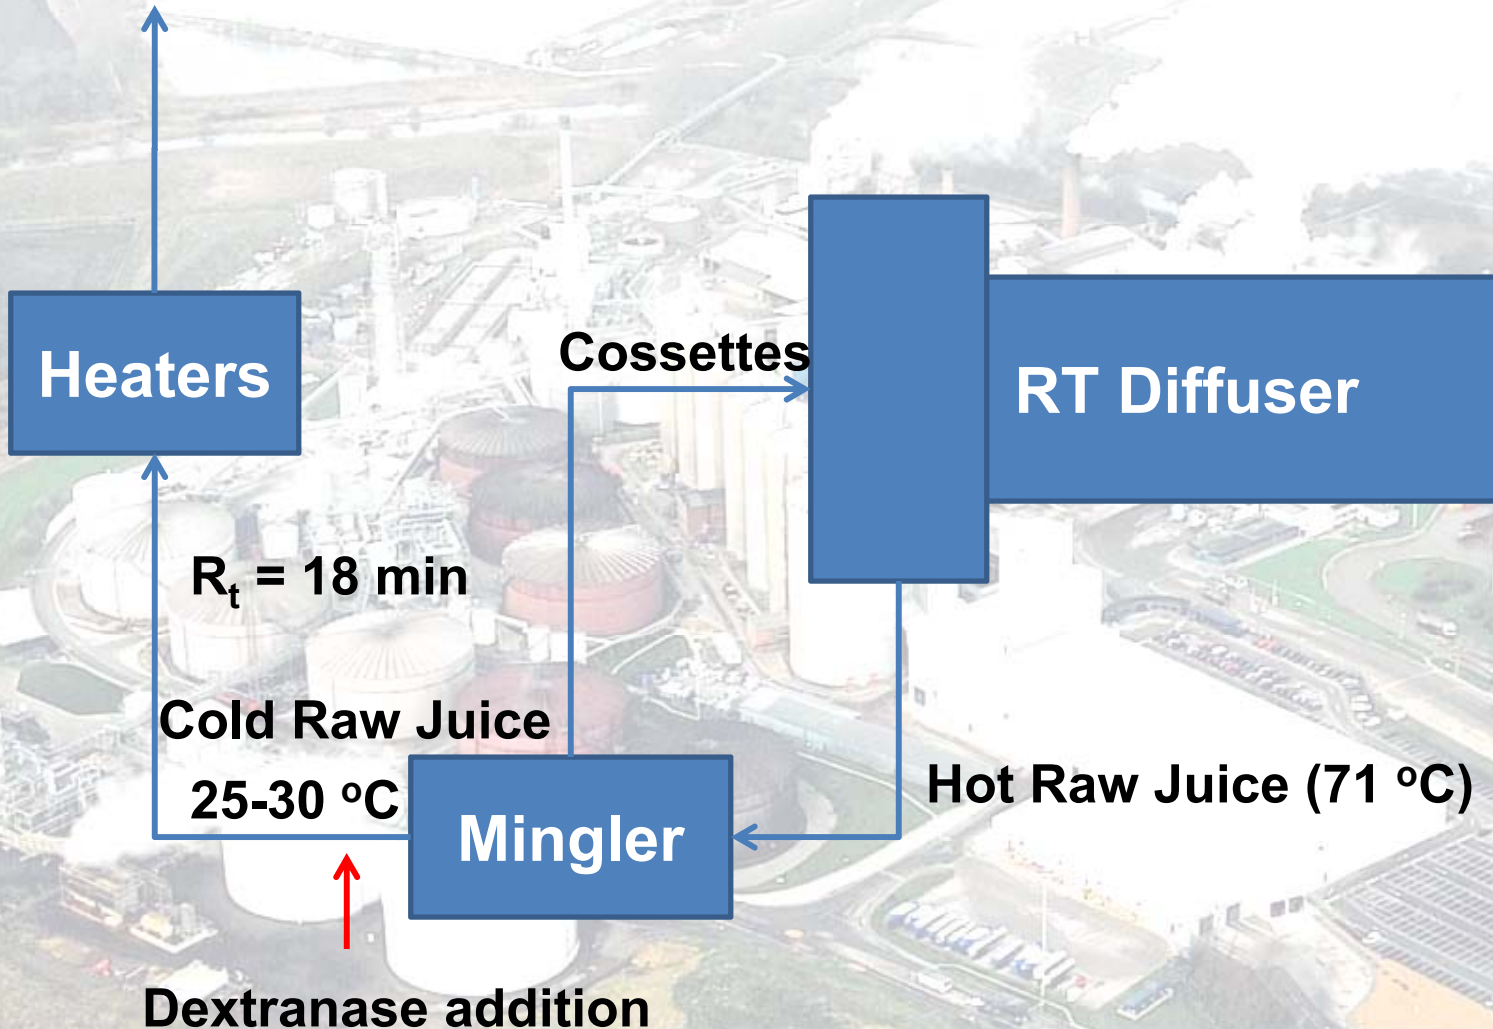 Heaters
Cossettes
RT Diffuser
Rₜ = 18 min
Cold Raw Juice
25-30 ºC
Mingler
Hot Raw Juice (71 ºC)
Dextranase addition